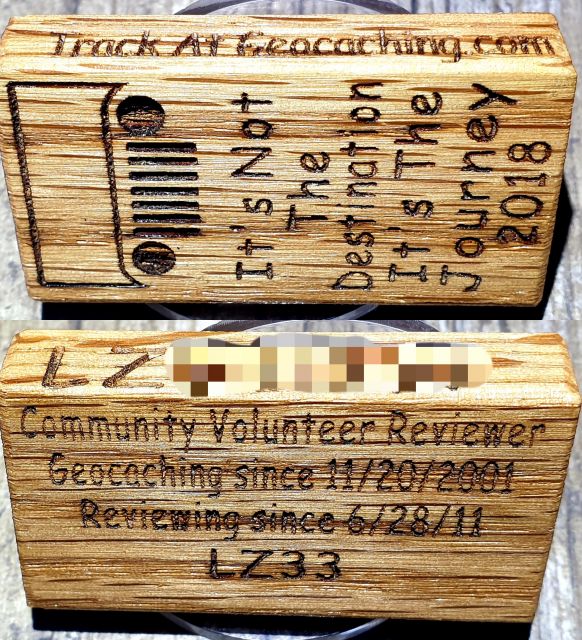 Track At Geocaching.com
It's Not
The
Destination
It's The
Journey
2018
LZ
Community Volunteer Reviewer
Geocaching since 11/20/2001
Reviewing since 6/28/11
LZ33